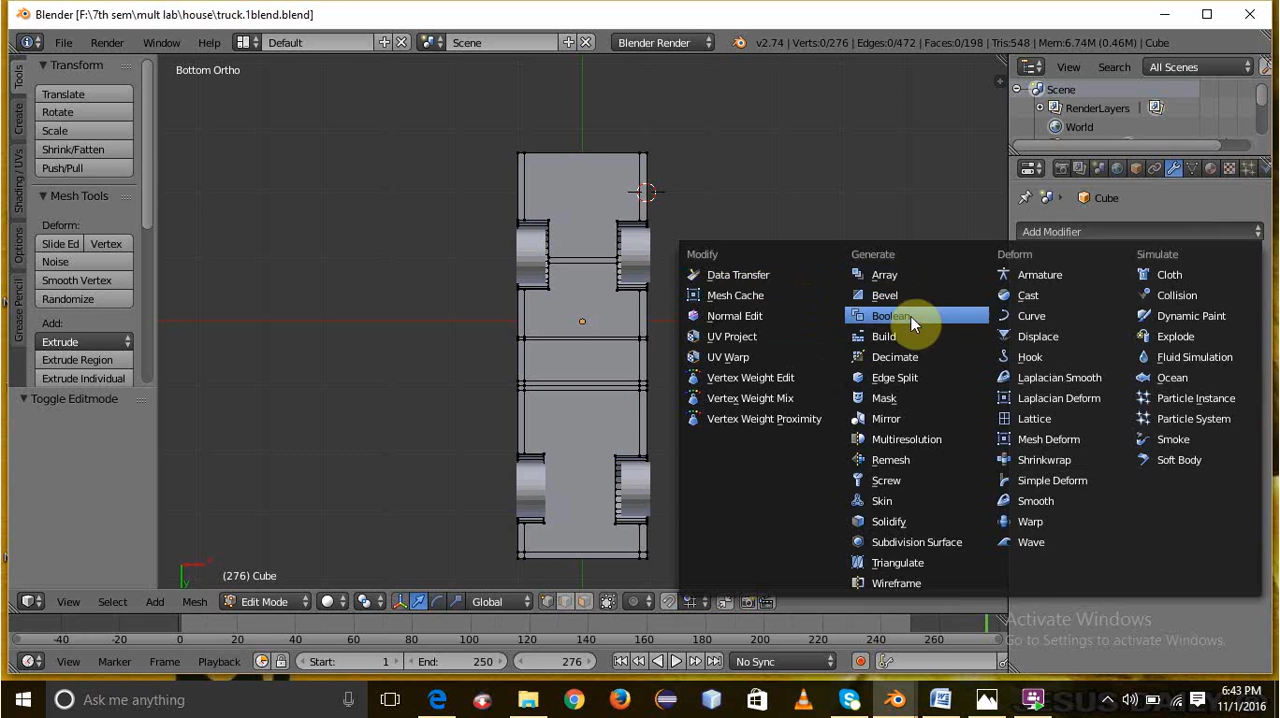 Blender [F:\7th sem\mult lab\house\truck.1blend.blend]
File Render Window Help Default Scene Blender Render v2.74 | Verts:0/276 | Edges:0/472 | Faces:0/198 | Tris:548 | Mem:6.74M (0.46M) | Cube
Tools
Create
Shading / UVs
Options
Grease Pencil
Transform
Translate
Rotate
Scale
Shrink/Fatten
Push/Pull
Mesh Tools
Deform:
Slide Ed Vertex
Noise
Smooth Vertex
Randomize
Add:
Extrude
Extrude Region
Extrude Individual
Toggle Editmode
Bottom Ortho
(276) Cube
View Search All Scenes
Scene
RenderLayers
World
Cube
Add Modifier
Modify
Data Transfer
Mesh Cache
Normal Edit
UV Project
UV Warp
Vertex Weight Edit
Vertex Weight Mix
Vertex Weight Proximity
Generate
Array
Bevel
Boolean
Build
Decimate
Edge Split
Mask
Mirror
Multiresolution
Remesh
Screw
Skin
Solidify
Subdivision Surface
Triangulate
Wireframe
Deform
Armature
Cast
Curve
Displace
Hook
Laplacian Smooth
Laplacian Deform
Lattice
Mesh Deform
Shrinkwrap
Simple Deform
Smooth
Warp
Wave
Simulate
Cloth
Collision
Dynamic Paint
Explode
Fluid Simulation
Ocean
Particle Instance
Particle System
Smoke
Soft Body
View Select Add Mesh Edit Mode Global
-40 -20 0 20 40 60 80 100 120 140 160 180 200 220 240 260
View Marker Frame Playback Start: 1 End: 250 276 No Sync
Activate Windows
Go to Settings to activate Windows.
Ask me anything
6:43 PM
11/1/2016